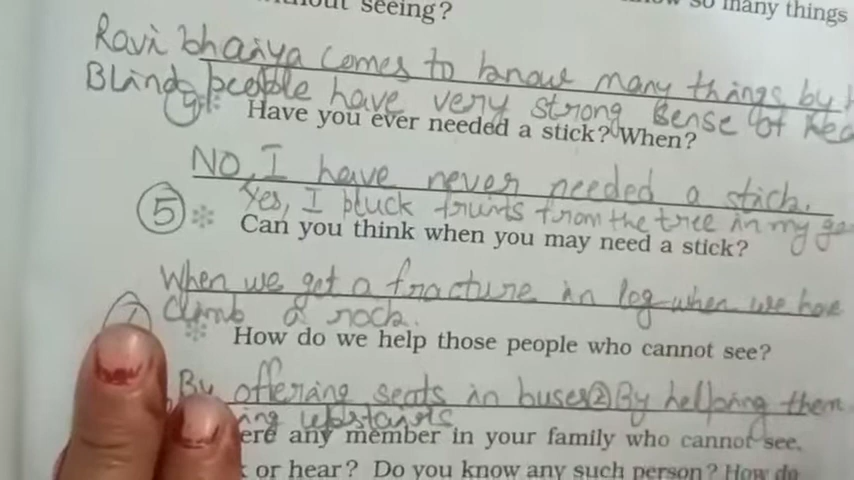 seeing?
so many things
Ravi bhaiya comes to know many things by
Blind people have very strong sense of
Have you ever needed a stick? When?
NO, I have never needed a stick.
Yes, I pluck fruits from the tree in my
5 * Can you think when you may need a stick?
When we get a fracture in leg when we have
climb a rock.
* How do we help those people who cannot see?
By offering seats in buses ② By helping them
any member in your family who cannot see,
or hear? Do you know any such person? How do